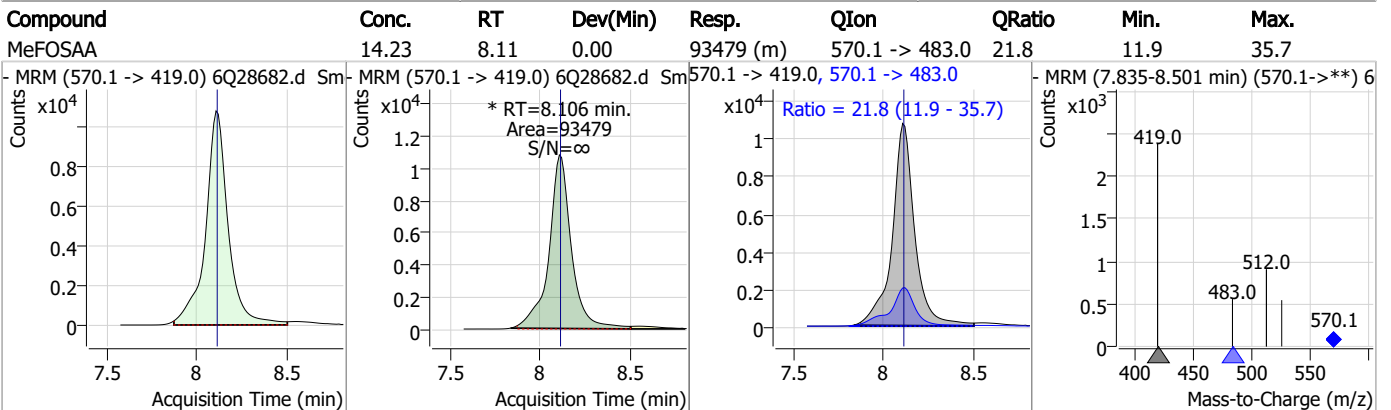 Compound Conc. RT Dev(Min) Resp. QIon QRatio Min. Max.
MeFOSAA 14.23 8.11 0.00 93479 (m) 570.1 -> 483.0 21.8 11.9 35.7
- MRM (570.1 -> 419.0) 6Q28682.d Sm
Counts
x10^4
0.8
0.6
0.4
0.2
0
7.5 8 8.5
Acquisition Time (min)
- MRM (570.1 -> 419.0) 6Q28682.d Sm
Counts
x10^4
* RT=8.106 min.
Area=93479
S/N=∞
1.2
1
0.8
0.6
0.4
0.2
0
7.5 8 8.5
Acquisition Time (min)
570.1 -> 419.0, 570.1 -> 483.0
x10^4
Ratio = 21.8 (11.9 - 35.7)
1
0.8
0.6
0.4
0.2
0
7.5 8 8.5
Acquisition Time (min)
- MRM (7.835-8.501 min) (570.1->**) 6
Counts
x10^3
419.0
2
1.5
1
512.0
0.5
483.0
570.1
0
400 450 500 550
Mass-to-Charge (m/z)